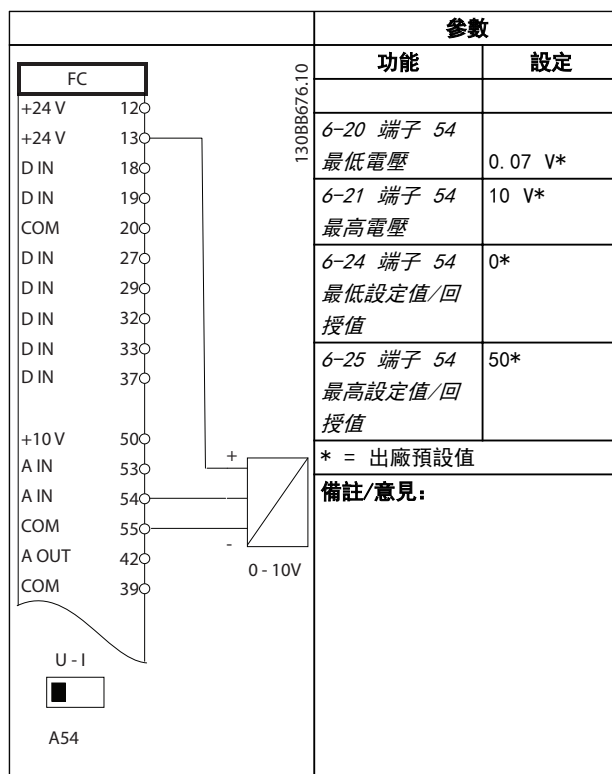 參數
功能 設定
FC
130BB676.10
+24 V 12
+24 V 13
D IN 18
D IN 19
COM 20
D IN 27
D IN 29
D IN 32
D IN 33
D IN 37
+10 V 50
A IN 53
A IN 54
COM 55
A OUT 42
COM 39
+
-
0 - 10V
U - I
A54
6-20 端子 54
最低電壓 0.07 V*
6-21 端子 54 10 V*
最高電壓
6-24 端子 54 0*
最低設定值/回
授值
6-25 端子 54 50*
最高設定值/回
授值
* = 出廠預設值
備註/意見: